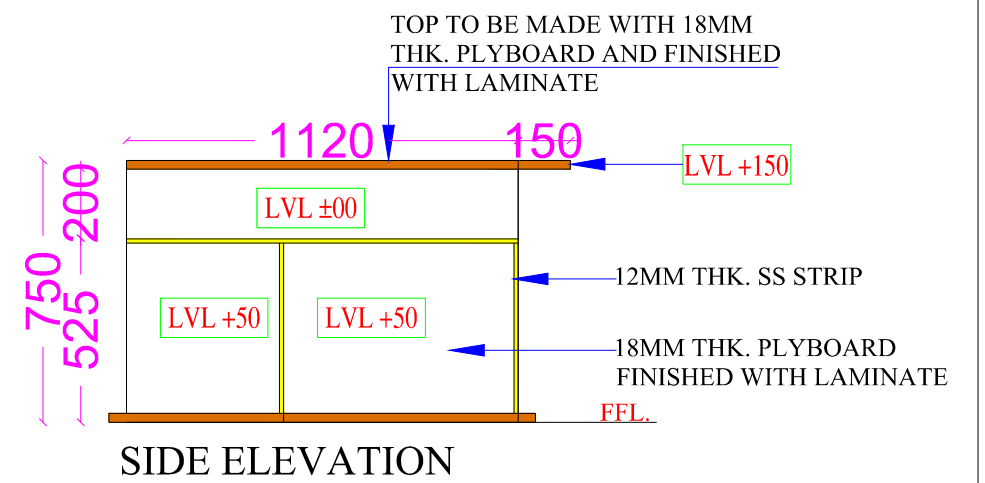 TOP TO BE MADE WITH 18MM
THK. PLYBOARD AND FINISHED
WITH LAMINATE
1120
150
LVL +150
200
LVL ±00
750
525
12MM THK. SS STRIP
LVL +50
LVL +50
18MM THK. PLYBOARD
FINISHED WITH LAMINATE
FFL.
SIDE ELEVATION